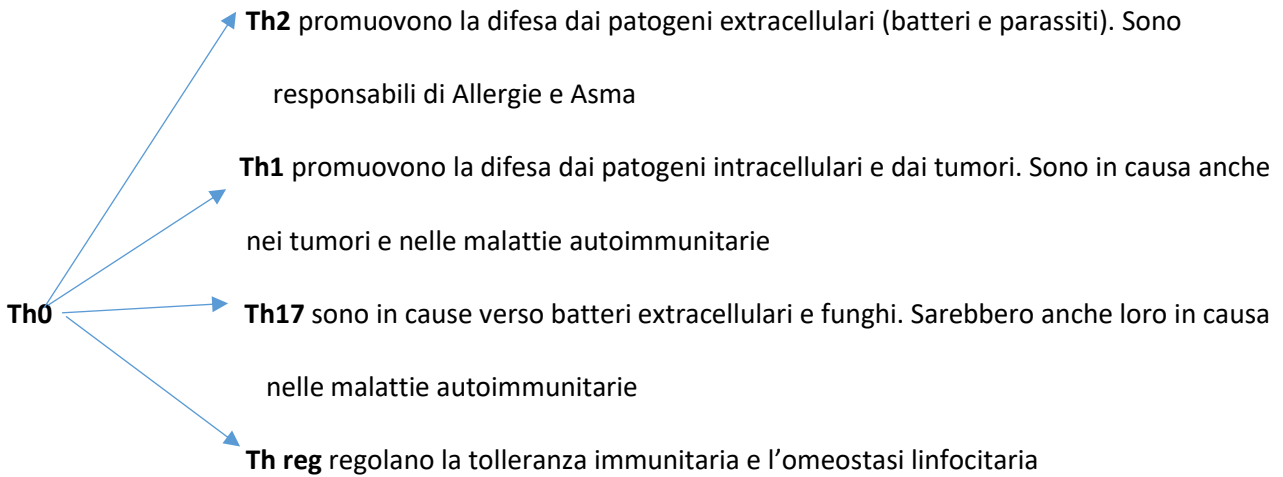 Th2 promuovono la difesa dai patogeni extracellulari (batteri e parassiti). Sono
responsabili di Allergie e Asma
Th1 promuovono la difesa dai patogeni intracellulari e dai tumori. Sono in causa anche
nei tumori e nelle malattie autoimmunitarie
Th0
Th17 sono in cause verso batteri extracellulari e funghi. Sarebbero anche loro in causa
nelle malattie autoimmunitarie
Th reg regolano la tolleranza immunitaria e l’omeostasi linfocitaria